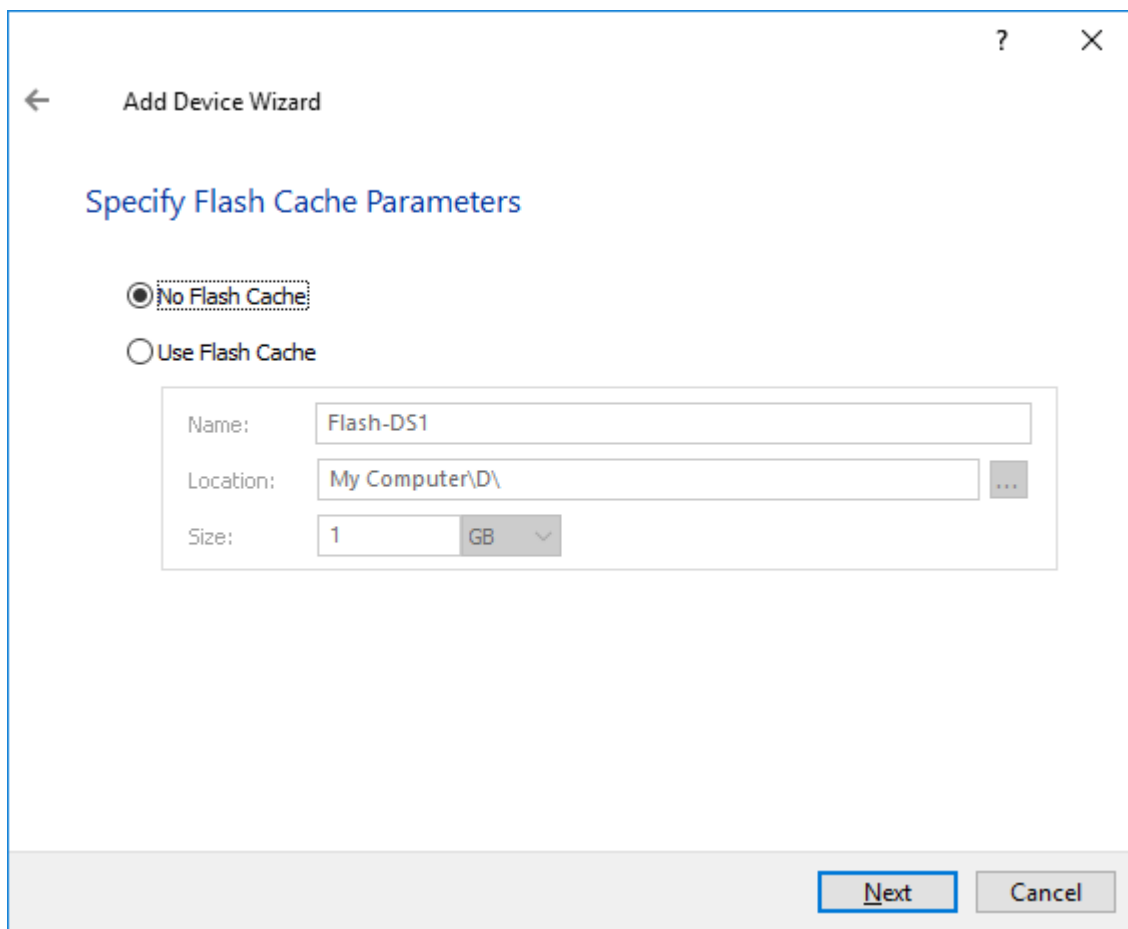 ?
Add Device Wizard
Specify Flash Cache Parameters
No Flash Cache
Use Flash Cache
Name: Flash-DS1
Location: My Computer\D\ ...
Size: 1 GB
Next Cancel